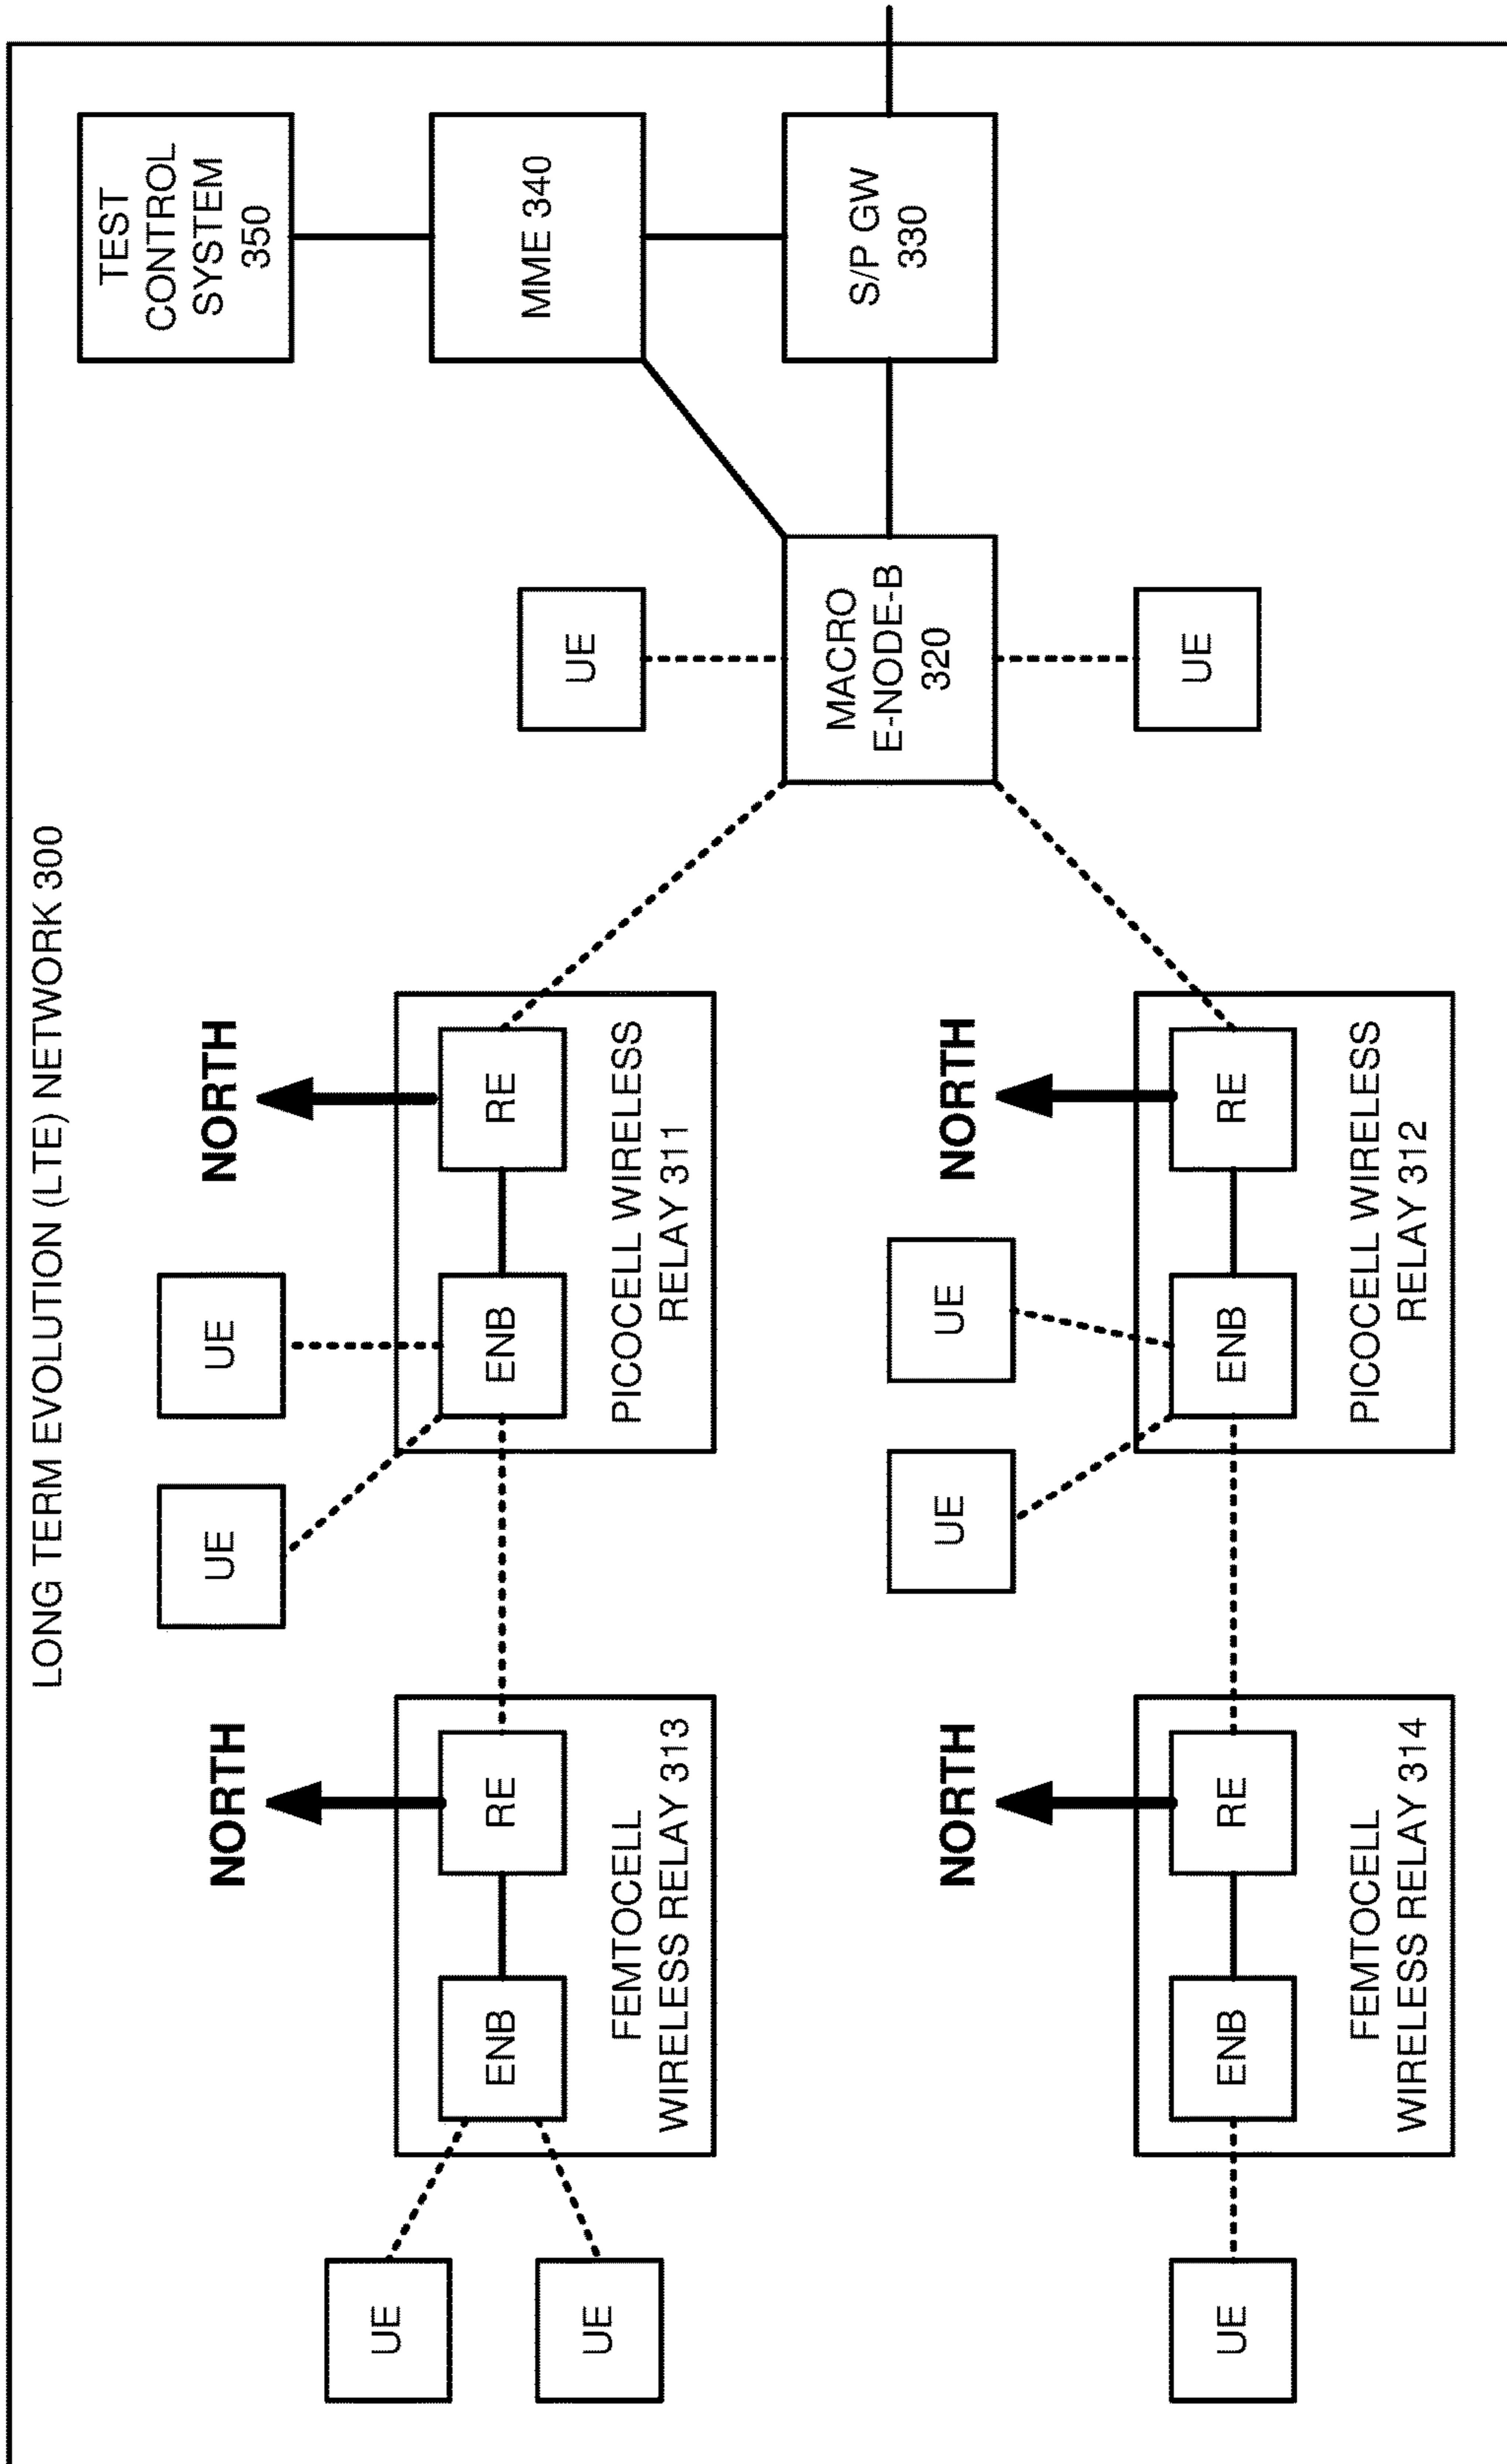 LONG TERM EVOLUTION (LTE) NETWORK 300
NORTH
UE
UE
NORTH
TEST
CONTROL
SYSTEM
350
UE
UE
ENB
RE
FEMTOCELL
WIRELESS RELAY 313
ENB
RE
PICOCELL WIRELESS
RELAY 311
UE
MME 340
MACRO
E-NODE-B
320
S/P GW
330
NORTH
UE
UE
NORTH
UE
ENB
RE
FEMTOCELL
WIRELESS RELAY 314
ENB
RE
PICOCELL WIRELESS
RELAY 312
UE